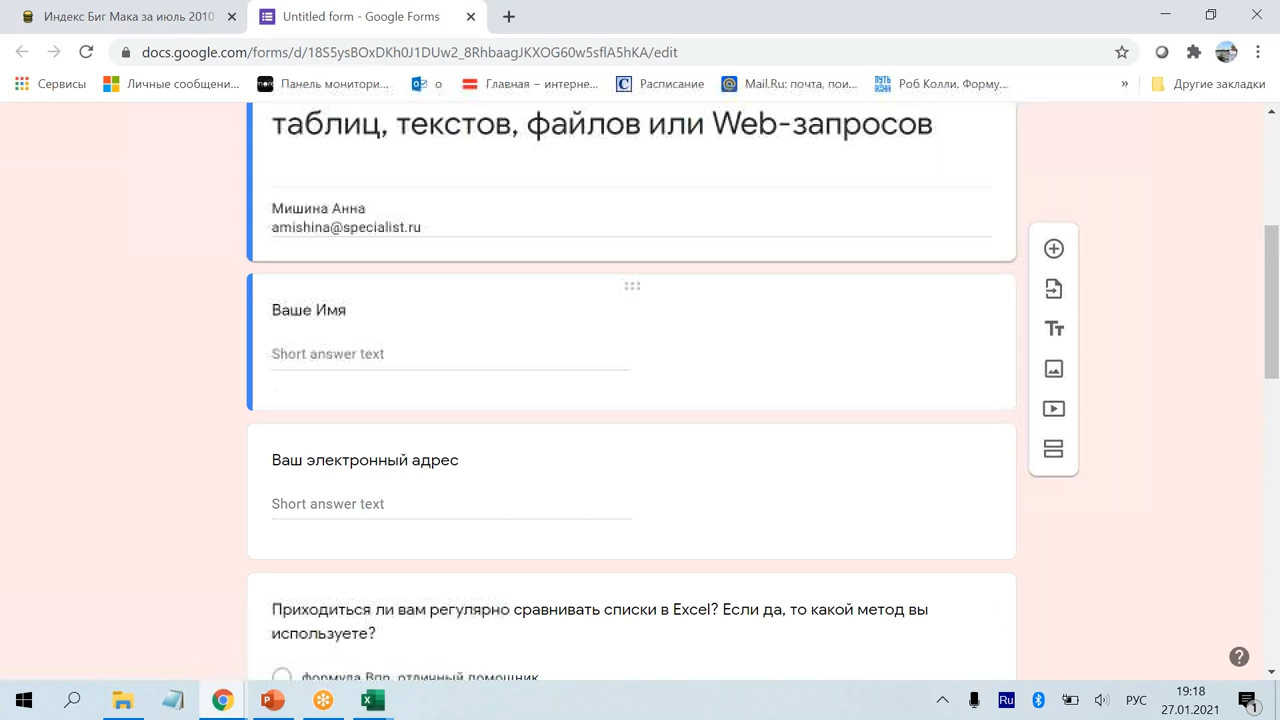 Индекс Биг Мака за июль 2010
Untitled form - Google Forms
docs.google.com/forms/d/18S5ysBOxDKh0J1DUw2_8RhbaagJKXOG60w5sflA5hKA/edit
Сервисы
Личные сообщени...
Панель монитори...
о
Главная – интерне...
Расписание
Mail.Ru: почта, пои...
Роб Колли. Форму...
»
Другие закладки
таблиц, текстов, файлов или Web-запросов
Мишина Анна
amishina@specialist.ru
Ваше Имя
Short answer text
Ваш электронный адрес
Short answer text
Приходиться ли вам регулярно сравнивать списки в Excel? Если да, то какой метод вы
используете?
формула Впр, отличный помощник
Ru
РУС
19:18
27.01.2021
1